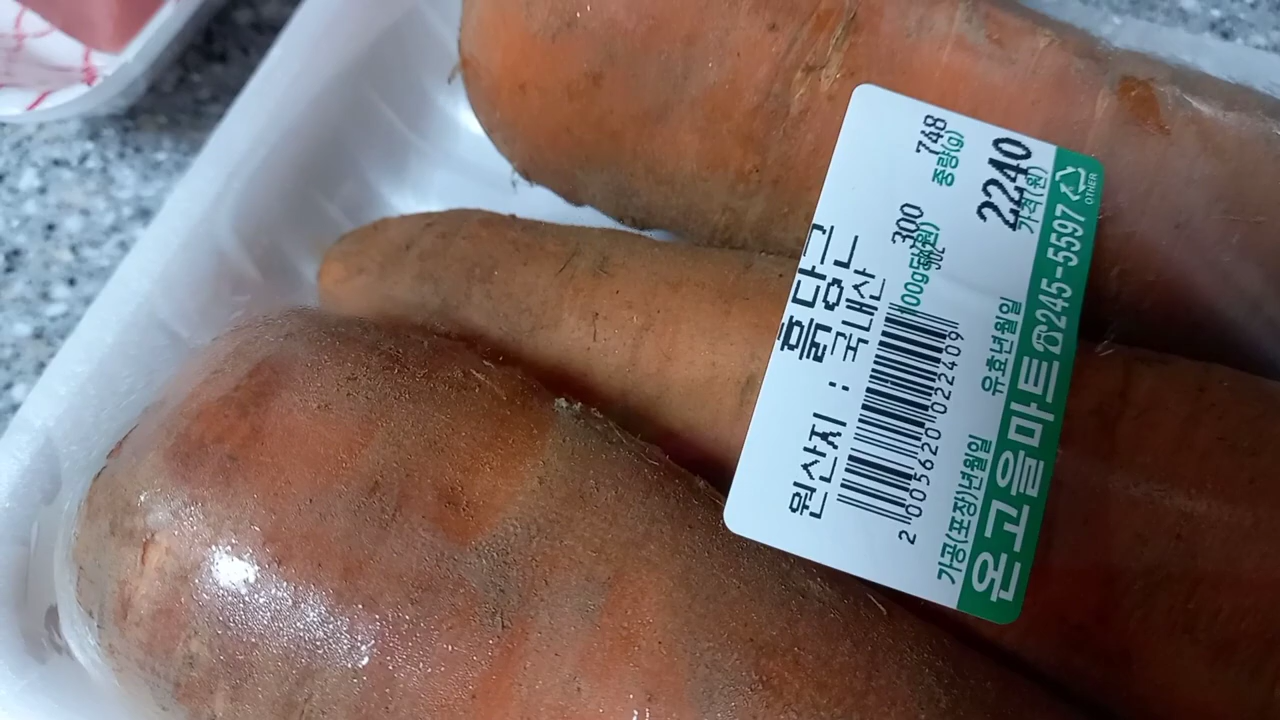 흙당근
원산지 : 국내산
300
748
100g당(원)
중량(g)
2 005620 022409
2240
가격(원)
가공(포장)년월일
유효년월일
온고을마트 ☎245-5597
OTHER